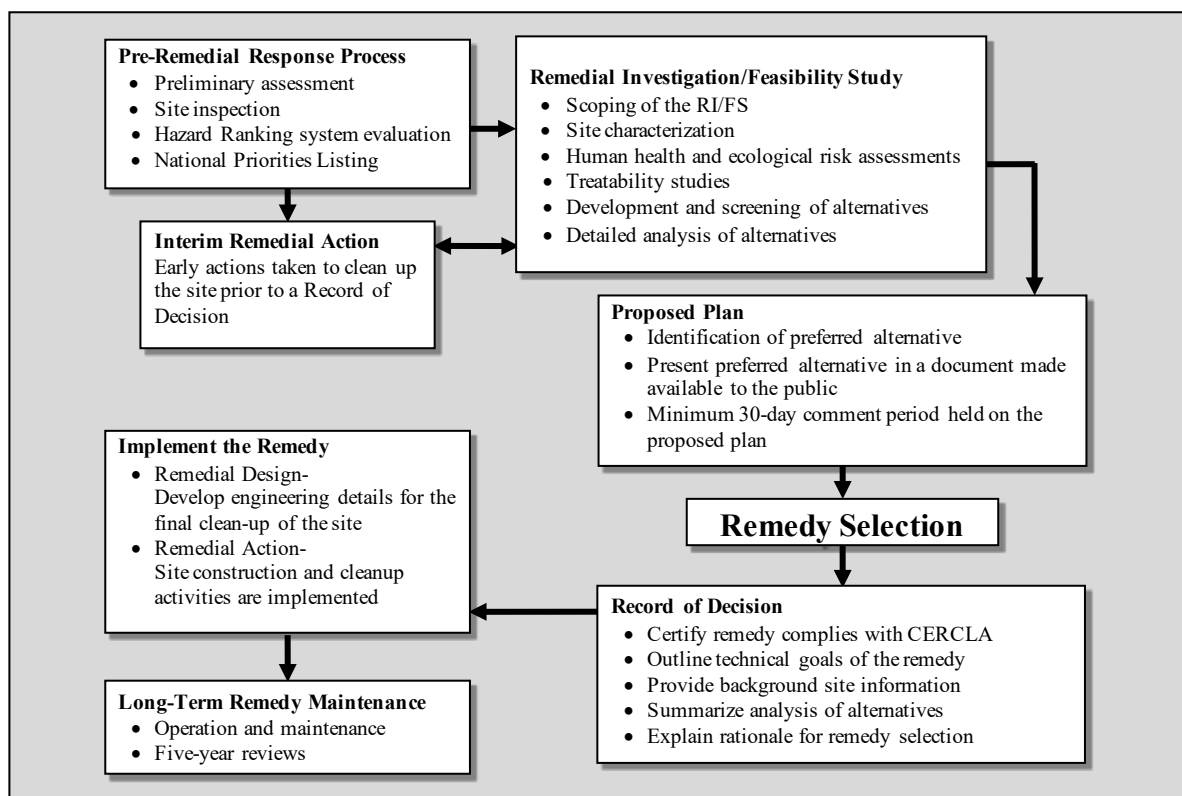 Pre-Remedial Response Process
• Preliminary assessment
• Site inspection
• Hazard Ranking system evaluation
• National Priorities Listing
Remedial Investigation/Feasibility Study
• Scoping of the RI/FS
• Site characterization
• Human health and ecological risk assessments
• Treatability studies
• Development and screening of alternatives
• Detailed analysis of alternatives
Interim Remedial Action
Early actions taken to clean up
the site prior to a Record of
Decision
Proposed Plan
• Identification of preferred alternative
• Present preferred alternative in a document made
available to the public
• Minimum 30-day comment period held on the
proposed plan
Remedy Selection
Record of Decision
• Certify remedy complies with CERCLA
• Outline technical goals of the remedy
• Provide background site information
• Summarize analysis of alternatives
• Explain rationale for remedy selection
Implement the Remedy
• Remedial Design-
Develop engineering details for the
final clean-up of the site
• Remedial Action-
Site construction and cleanup
activities are implemented
Long-Term Remedy Maintenance
• Operation and maintenance
• Five-year reviews